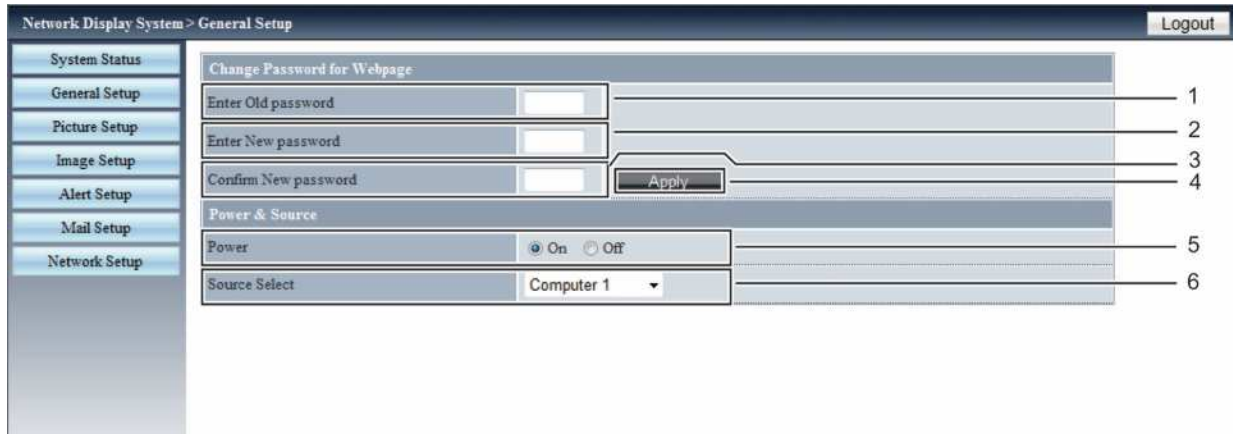 Network Display System > General Setup
Logout
System Status
General Setup
Picture Setup
Image Setup
Alert Setup
Mail Setup
Network Setup
Change Password for Webpage
Enter Old password
1
Enter New password
2
Confirm New password
Apply
3
4
Power & Source
Power
On Off
5
Source Select
Computer 1
6